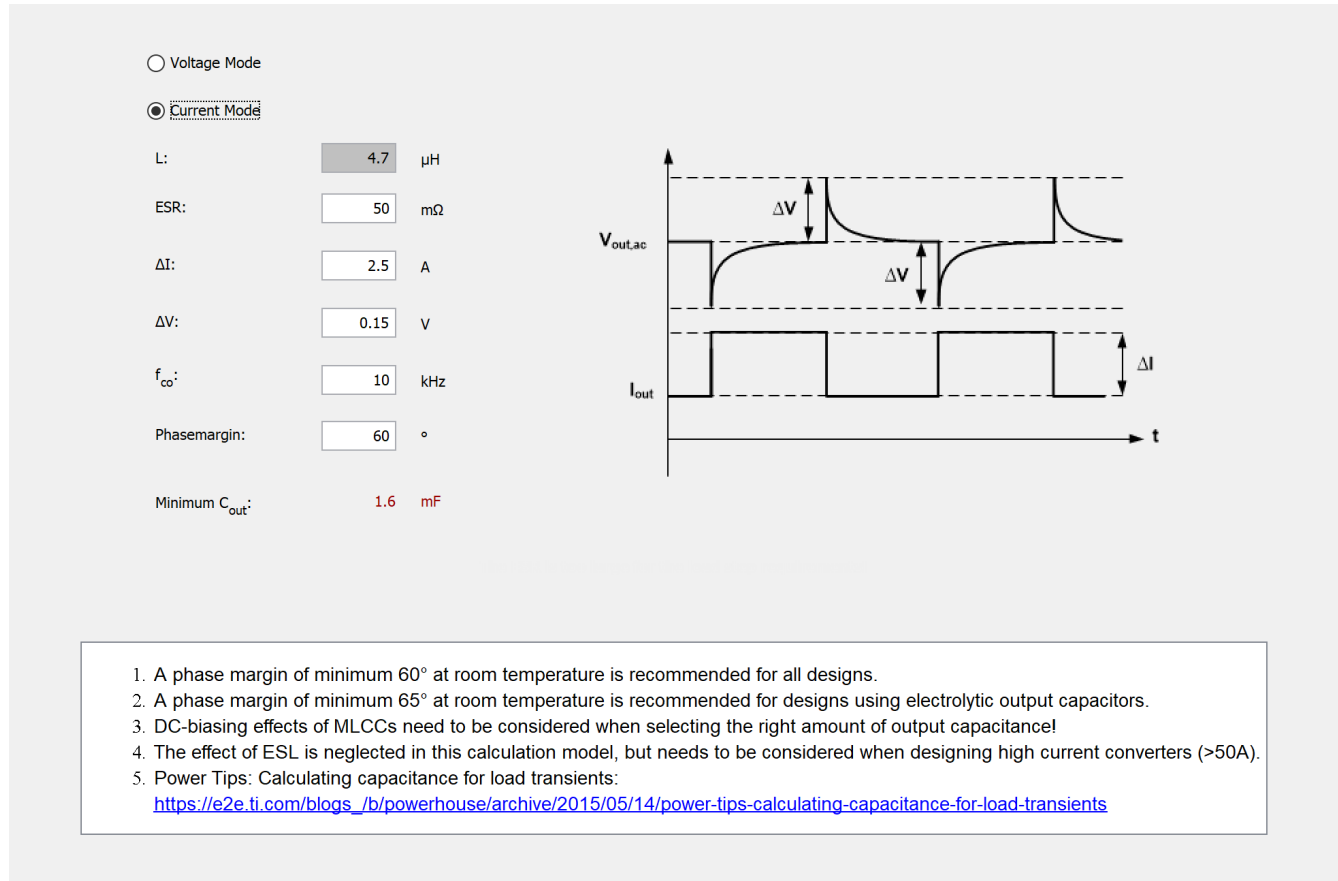 Voltage Mode
Current Mode
L: 4.7 µH
ESR: 50 mΩ
ΔI: 2.5 A
ΔV: 0.15 V
fco: 10 kHz
Phasemargin: 60 °
Minimum Cout: 1.6 mF
ΔV
Vout,ac
ΔV
ΔI
Iout
t
1. A phase margin of minimum 60° at room temperature is recommended for all designs.
2. A phase margin of minimum 65° at room temperature is recommended for designs using electrolytic output capacitors.
3. DC-biasing effects of MLCCs need to be considered when selecting the right amount of output capacitance!
4. The effect of ESL is neglected in this calculation model, but needs to be considered when designing high current converters (>50A).
5. Power Tips: Calculating capacitance for load transients:
https://e2e.ti.com/blogs_/b/powerhouse/archive/2015/05/14/power-tips-calculating-capacitance-for-load-transients